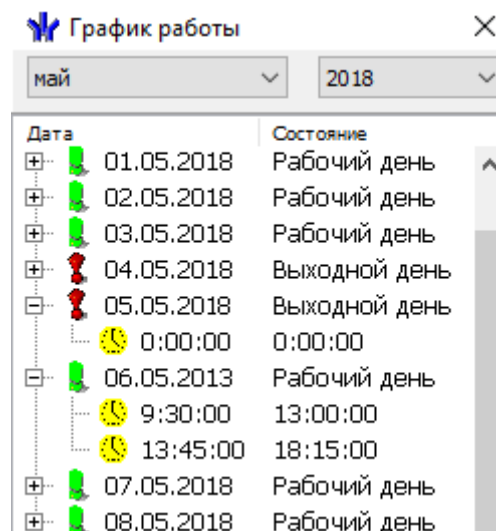 График работы
май 2018
Дата Состояние
01.05.2018 Рабочий день
02.05.2018 Рабочий день
03.05.2018 Рабочий день
04.05.2018 Выходной день
05.05.2018 Выходной день
0:00:00 0:00:00
06.05.2013 Рабочий день
9:30:00 13:00:00
13:45:00 18:15:00
07.05.2018 Рабочий день
08.05.2018 Рабочий день